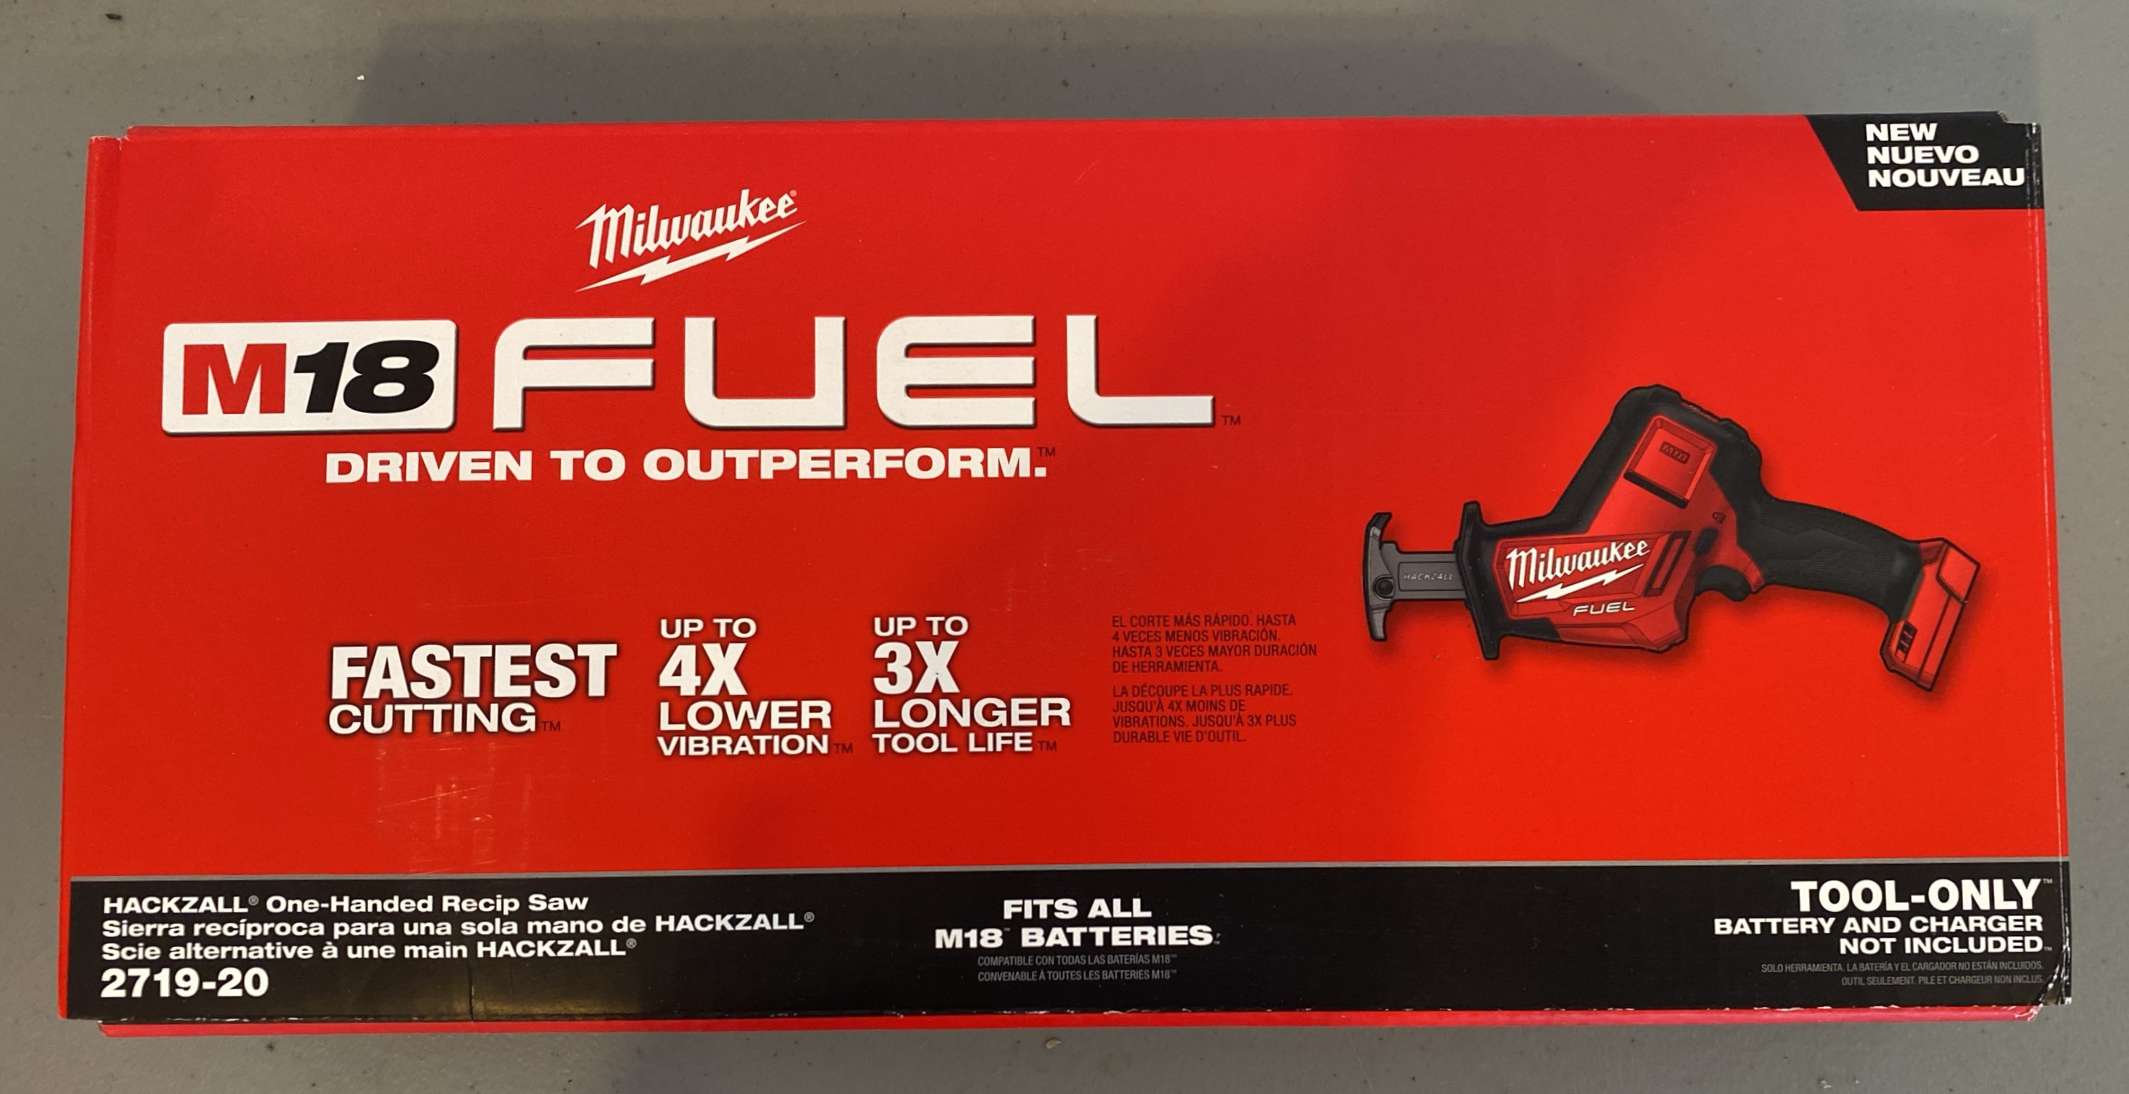 NEW
NUEVO
NOUVEAU
Milwaukee®
M18 FUEL™
DRIVEN TO OUTPERFORM.™
FASTEST
CUTTING™
UP TO
4X
LOWER
VIBRATION™
UP TO
3X
LONGER
TOOL LIFE™
EL CORTE MÁS RÁPIDO. HASTA
4 VECES MENOS VIBRACIÓN.
HASTA 3 VECES MAYOR DURACIÓN
DE HERRAMIENTA.
LA DÉCOUPE LA PLUS RAPIDE.
JUSQU'À 4X MOINS DE
VIBRATIONS. JUSQU'À 3X PLUS
DURABLE VIE D'OUTIL.
M18
HACKZALL
Milwaukee
FUEL
HACKZALL® One-Handed Recip Saw
Sierra recíproca para una sola mano de HACKZALL®
Scie alternative à une main HACKZALL®
2719-20
FITS ALL
M18™ BATTERIES™
COMPATIBLE CON TODAS LAS BATERÍAS M18™
CONVENABLE À TOUTES LES BATTERIES M18™
TOOL-ONLY™
BATTERY AND CHARGER
NOT INCLUDED™
SOLO HERRAMIENTA. LA BATERÍA Y EL CARGADOR NO ESTÁN INCLUIDOS.
OUTIL SEULEMENT. PILE ET CHARGEUR NON INCLUS.